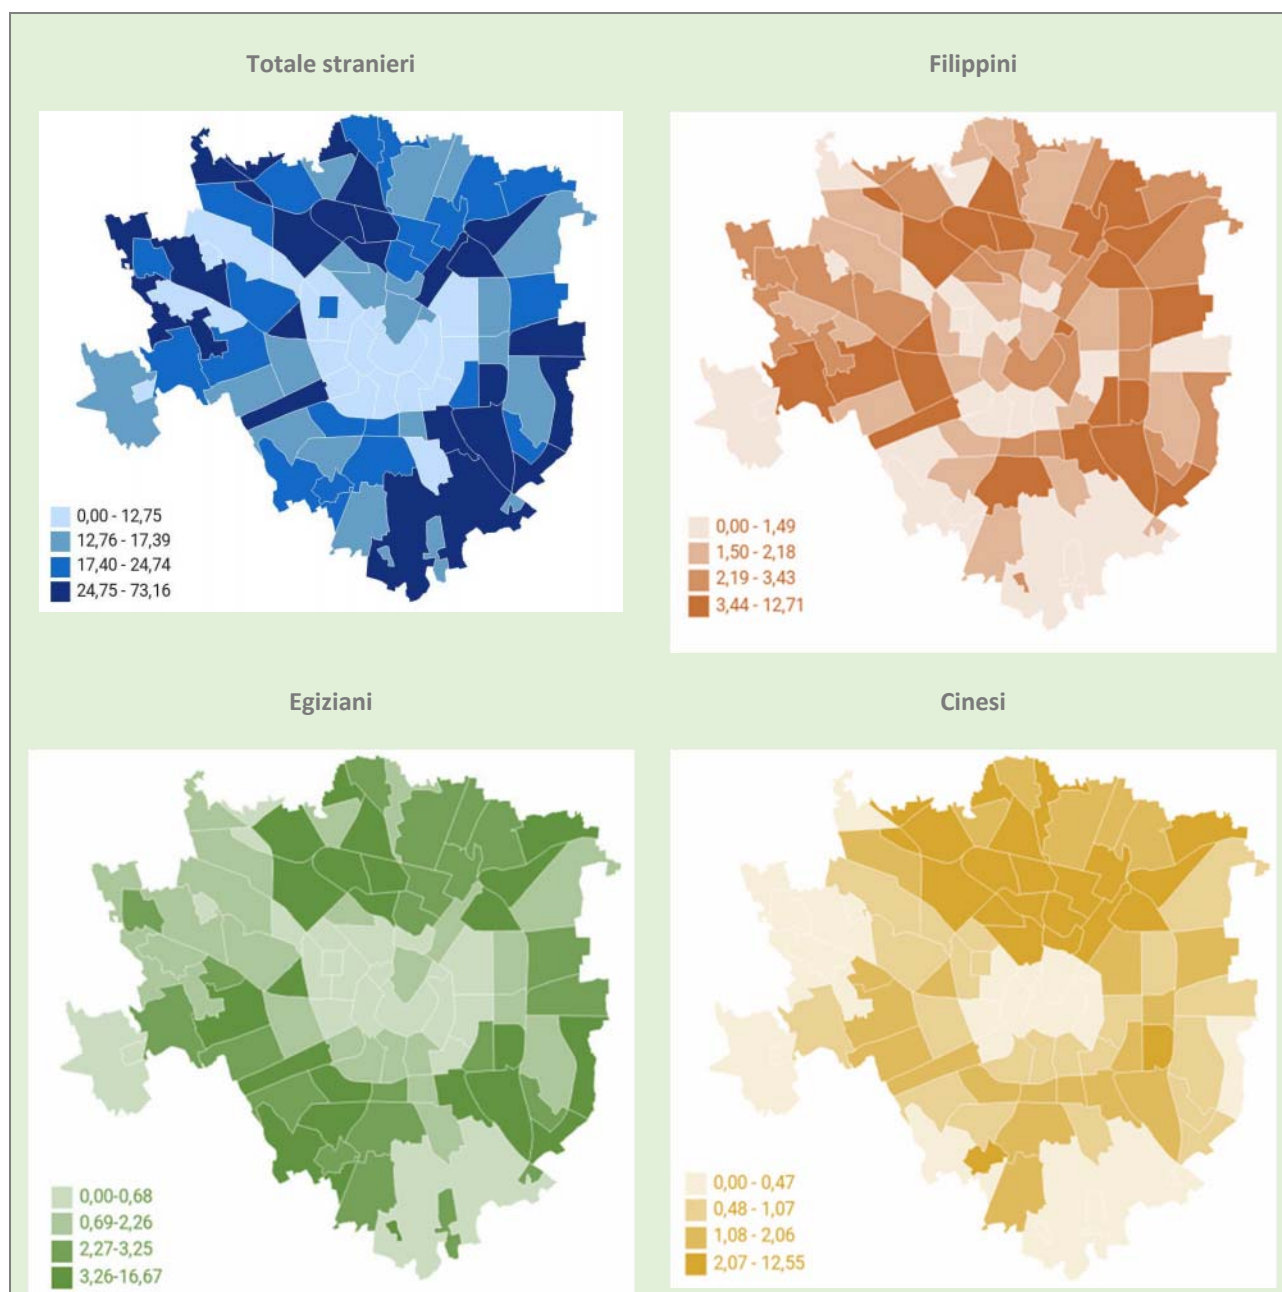 Totale stranieri
0,00 - 12,75
12,76 - 17,39
17,40 - 24,74
24,75 - 73,16
Filippini
0,00 - 1,49
1,50 - 2,18
2,19 - 3,43
3,44 - 12,71
Egiziani
0,00-0,68
0,69-2,26
2,27-3,25
3,26-16,67
Cinesi
0,00 - 0,47
0,48 - 1,07
1,08 - 2,06
2,07 - 12,55